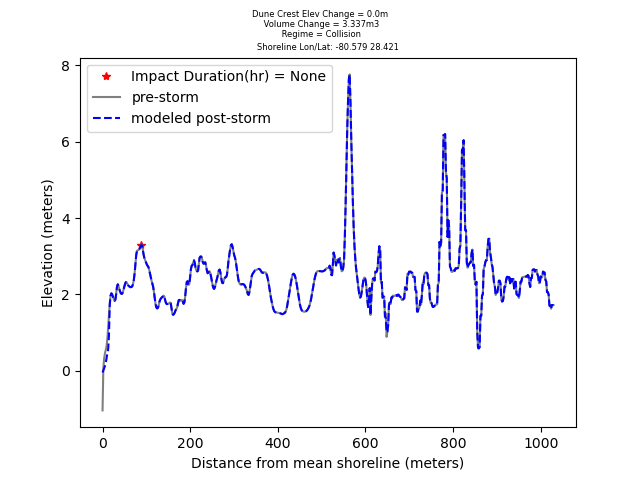 Dune Crest Elev Change = 0.0m
Volume Change = 3.337m3
Regime = Collision
Shoreline Lon/Lat: -80.579 28.421
Impact Duration(hr) = None
pre-storm
modeled post-storm
Elevation (meters)
8
6
4
2
0
0 200 400 600 800 1000
Distance from mean shoreline (meters)